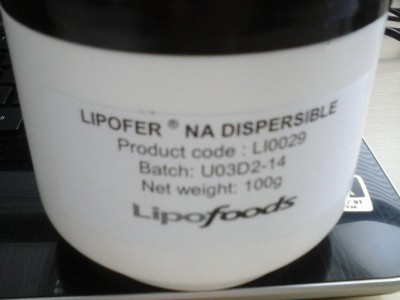 LIPOFER ® NA DISPERSIBLE
Product code : LI0029
Batch: U03D2-14
Net weight: 100g
Lipofoods